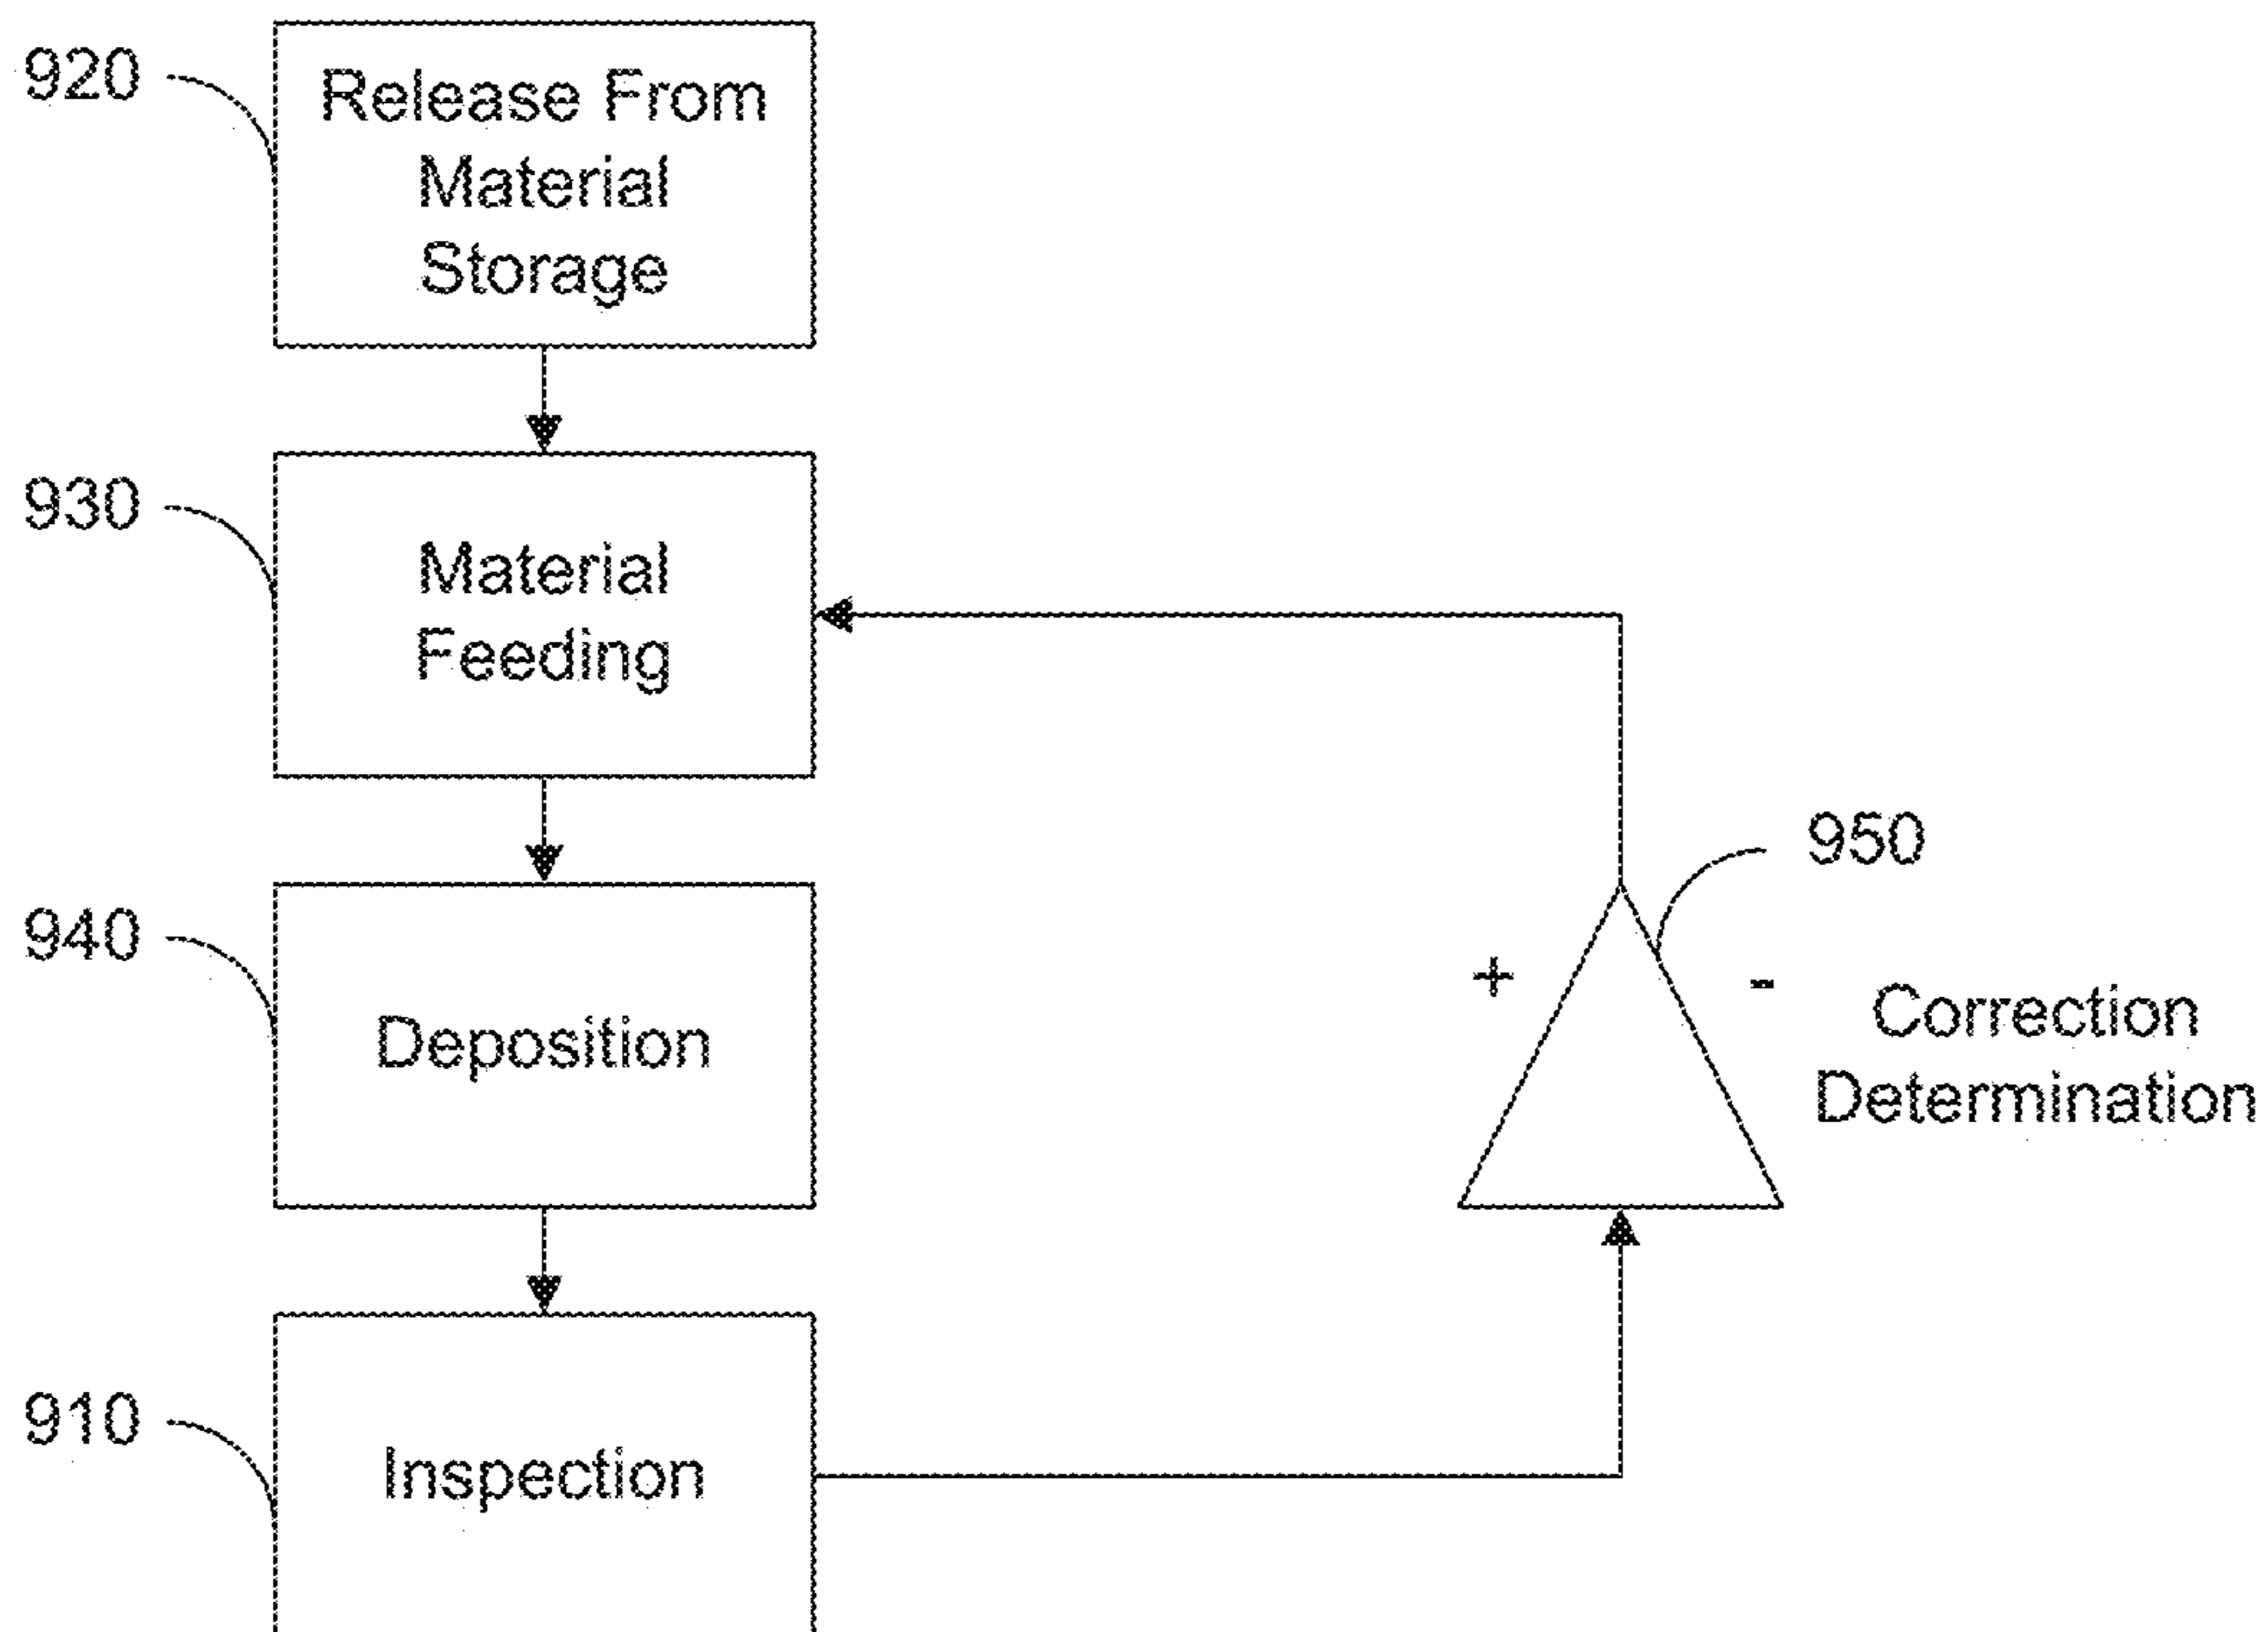 920
Release From
Material
Storage
930
Material
Feeding
950
940
Deposition
+
-
Correction
Determination
910
Inspection